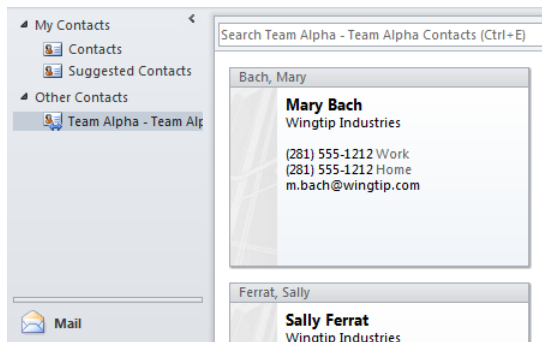 My Contacts
Contacts
Suggested Contacts
Other Contacts
Team Alpha - Team Alp
Mail
Search Team Alpha - Team Alpha Contacts (Ctrl+E)
Bach, Mary
Mary Bach
Wingtip Industries
(281) 555-1212 Work
(281) 555-1212 Home
m.bach@wingtip.com
Ferrat, Sally
Sally Ferrat
Wingtip Industries